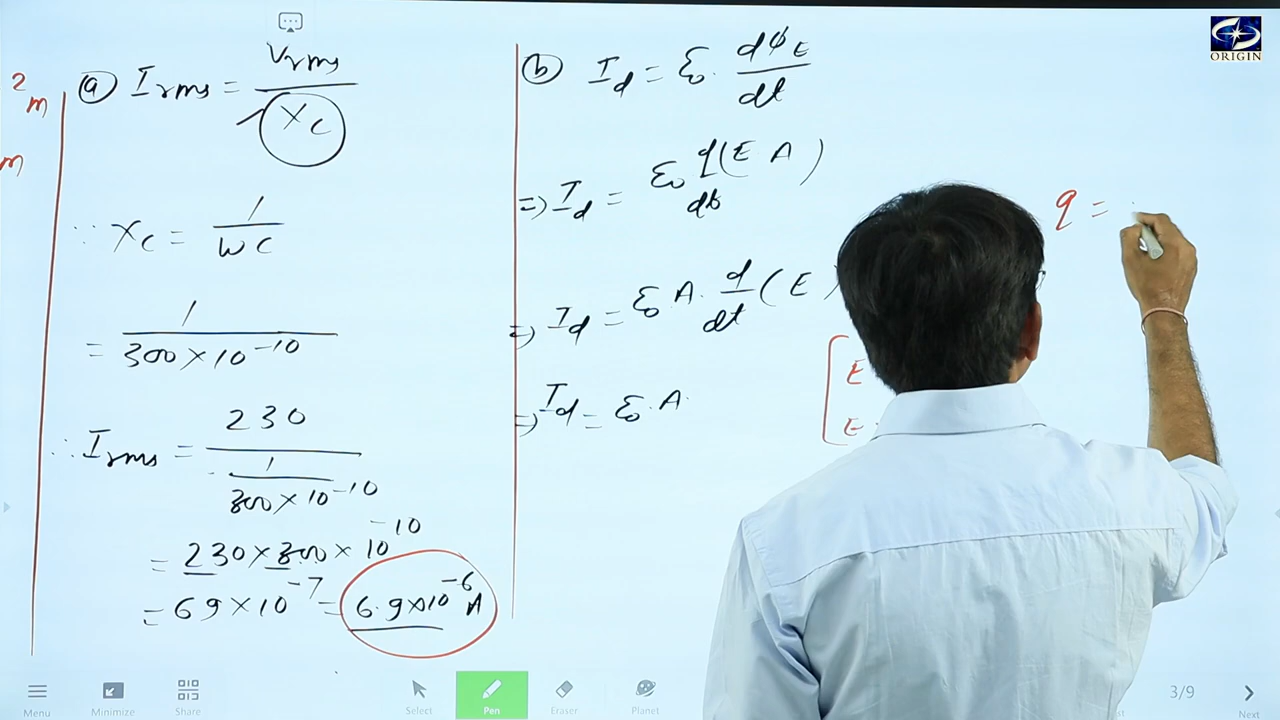 ORIGIN
2
m
m
(a) Irms = Vrms / Xc
∵ Xc = 1 / WC
= 1 / 300 × 10⁻¹⁰
∴ Irms = 230 / (1 / 300 × 10⁻¹⁰)
= 230 × 300 × 10⁻¹⁰
= 69 × 10⁻⁷ = 6.9 × 10⁻⁶ A
(b) Id = ε₀. dϕE / dt
=> Id = ε₀ d(E A) / dt
=> Id = ε₀ A. d/dt (E)
=> Id = ε₀. A.
[ E
E
q =
Menu
Minimize
Share
Select
Pen
Eraser
Planet
3/9
Next